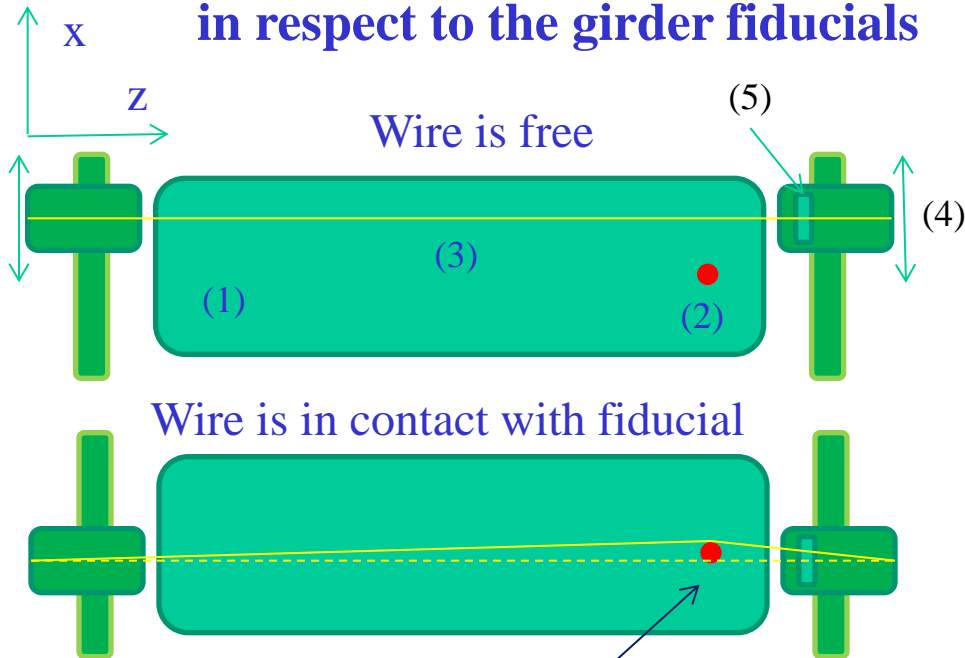 in respect to the girder fiducials
x
z
(5)
Wire is free
(4)
(3)
(1)
(2)
Wire is in contact with fiducial